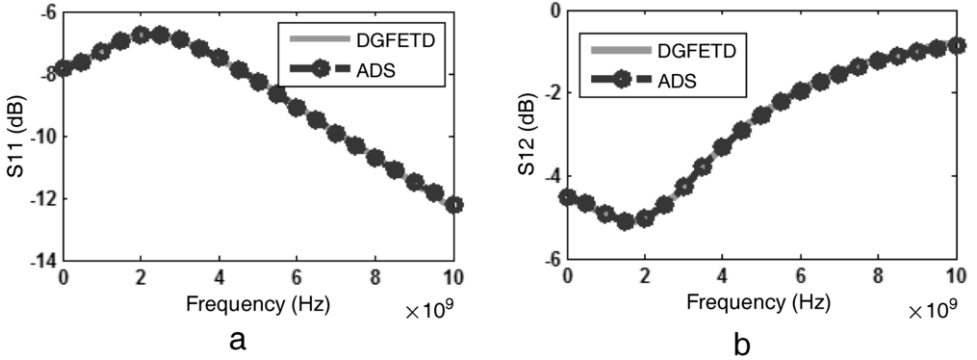 -6
-8
-10
-12
-14
S11 (dB)
DGFETD
ADS
0 2 4 6 8 10
Frequency (Hz)
×10⁹
a
0
-2
-4
-6
S12 (dB)
DGFETD
ADS
0 2 4 6 8 10
Frequency (Hz)
×10⁹
b